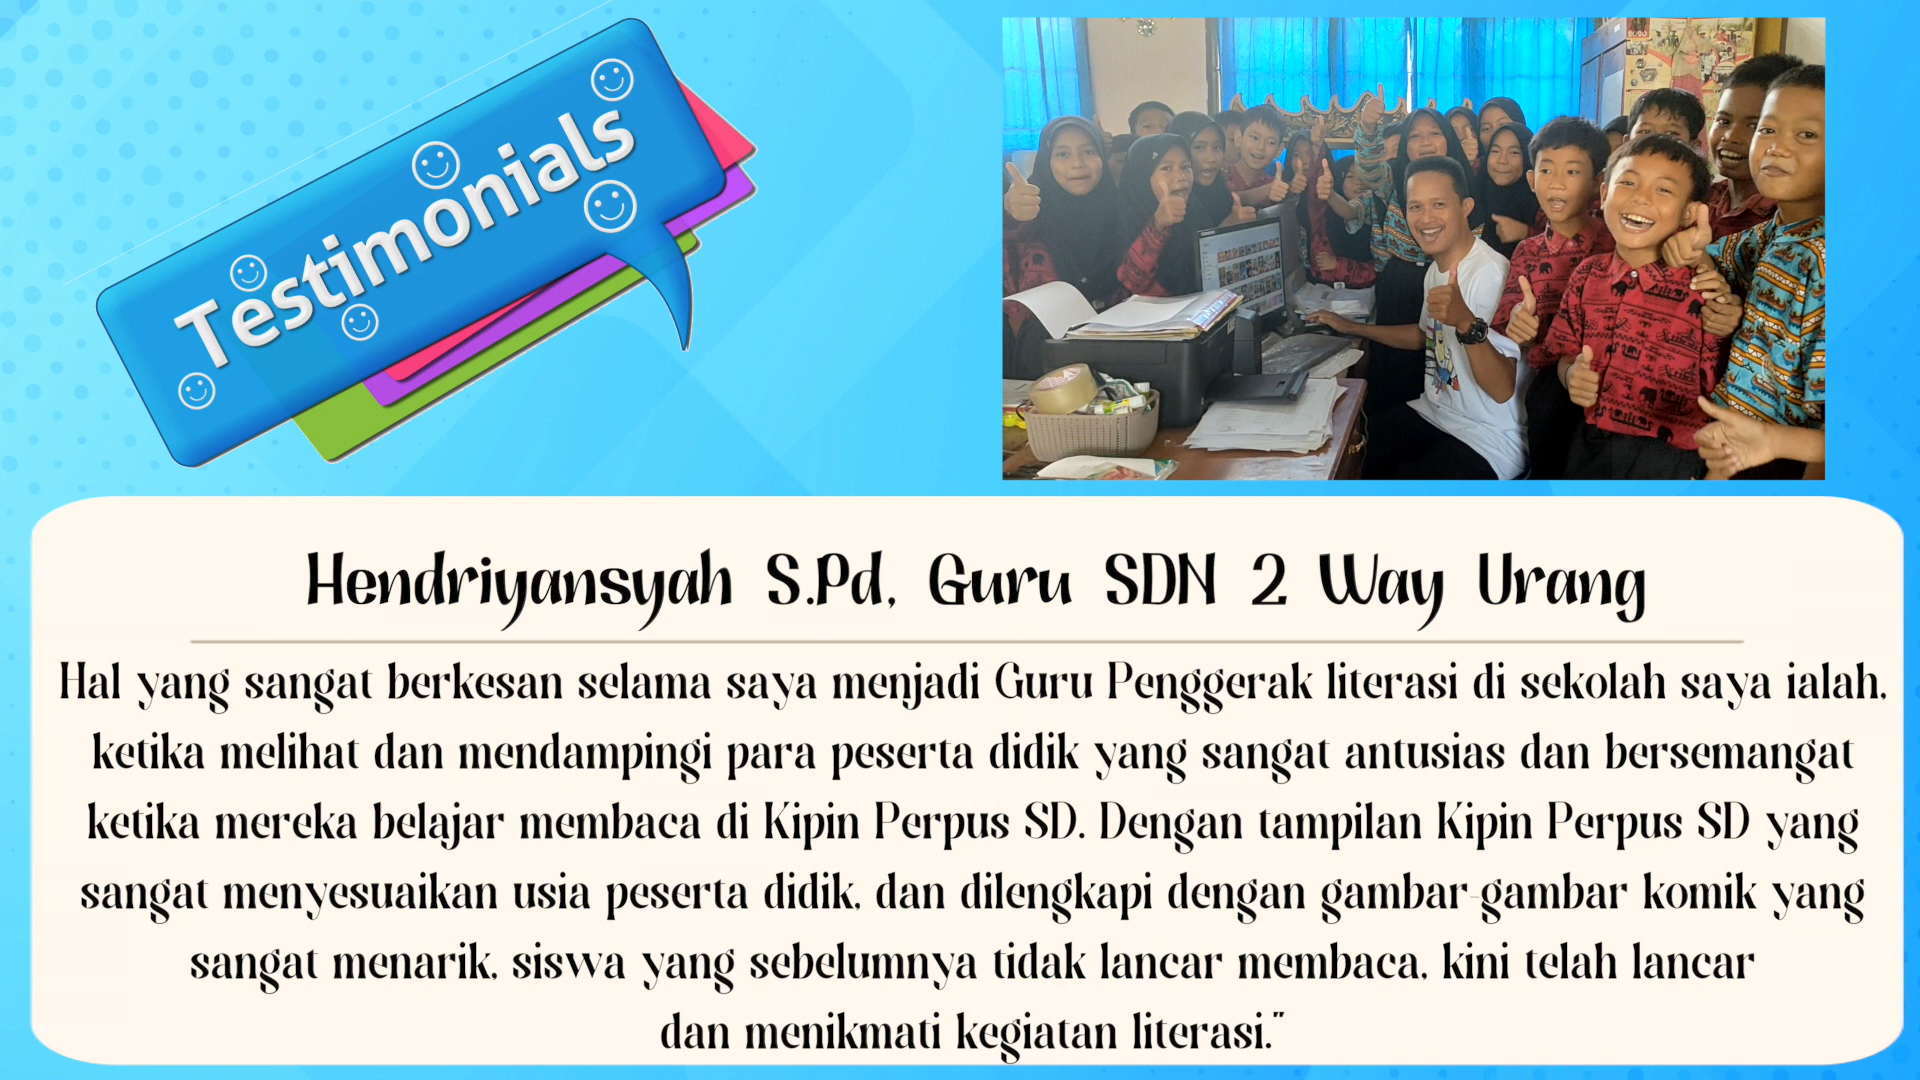 Testimonials
Hendriyansyah S.Pd, Guru SDN 2 Way Urang
Hal yang sangat berkesan selama saya menjadi Guru Penggerak literasi di sekolah saya ialah,
ketika melihat dan mendampingi para peserta didik yang sangat antusias dan bersemangat
ketika mereka belajar membaca di Kipin Perpus SD. Dengan tampilan Kipin Perpus SD yang
sangat menyesuaikan usia peserta didik, dan dilengkapi dengan gambar-gambar komik yang
sangat menarik, siswa yang sebelumnya tidak lancar membaca, kini telah lancar
dan menikmati kegiatan literasi."